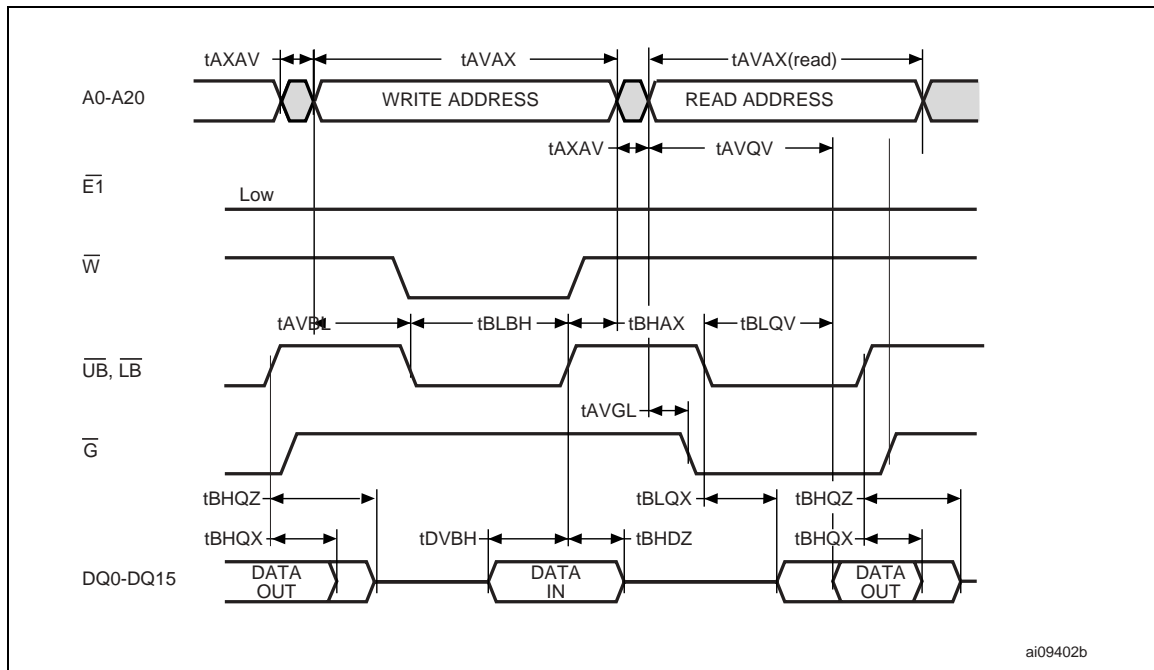 tAXAV tAVAX tAVAX(read)
A0-A20 WRITE ADDRESS READ ADDRESS
tAXAV tAVQV
E1
Low
W
tAVBL tBLBH tBHAX tBLQV
UB, LB
tAVGL
G
tBHQZ tBLQX tBHQZ
tBHQX tDVBH tBHDZ tBHQX
DQ0-DQ15 DATA OUT DATA IN DATA OUT
ai09402b